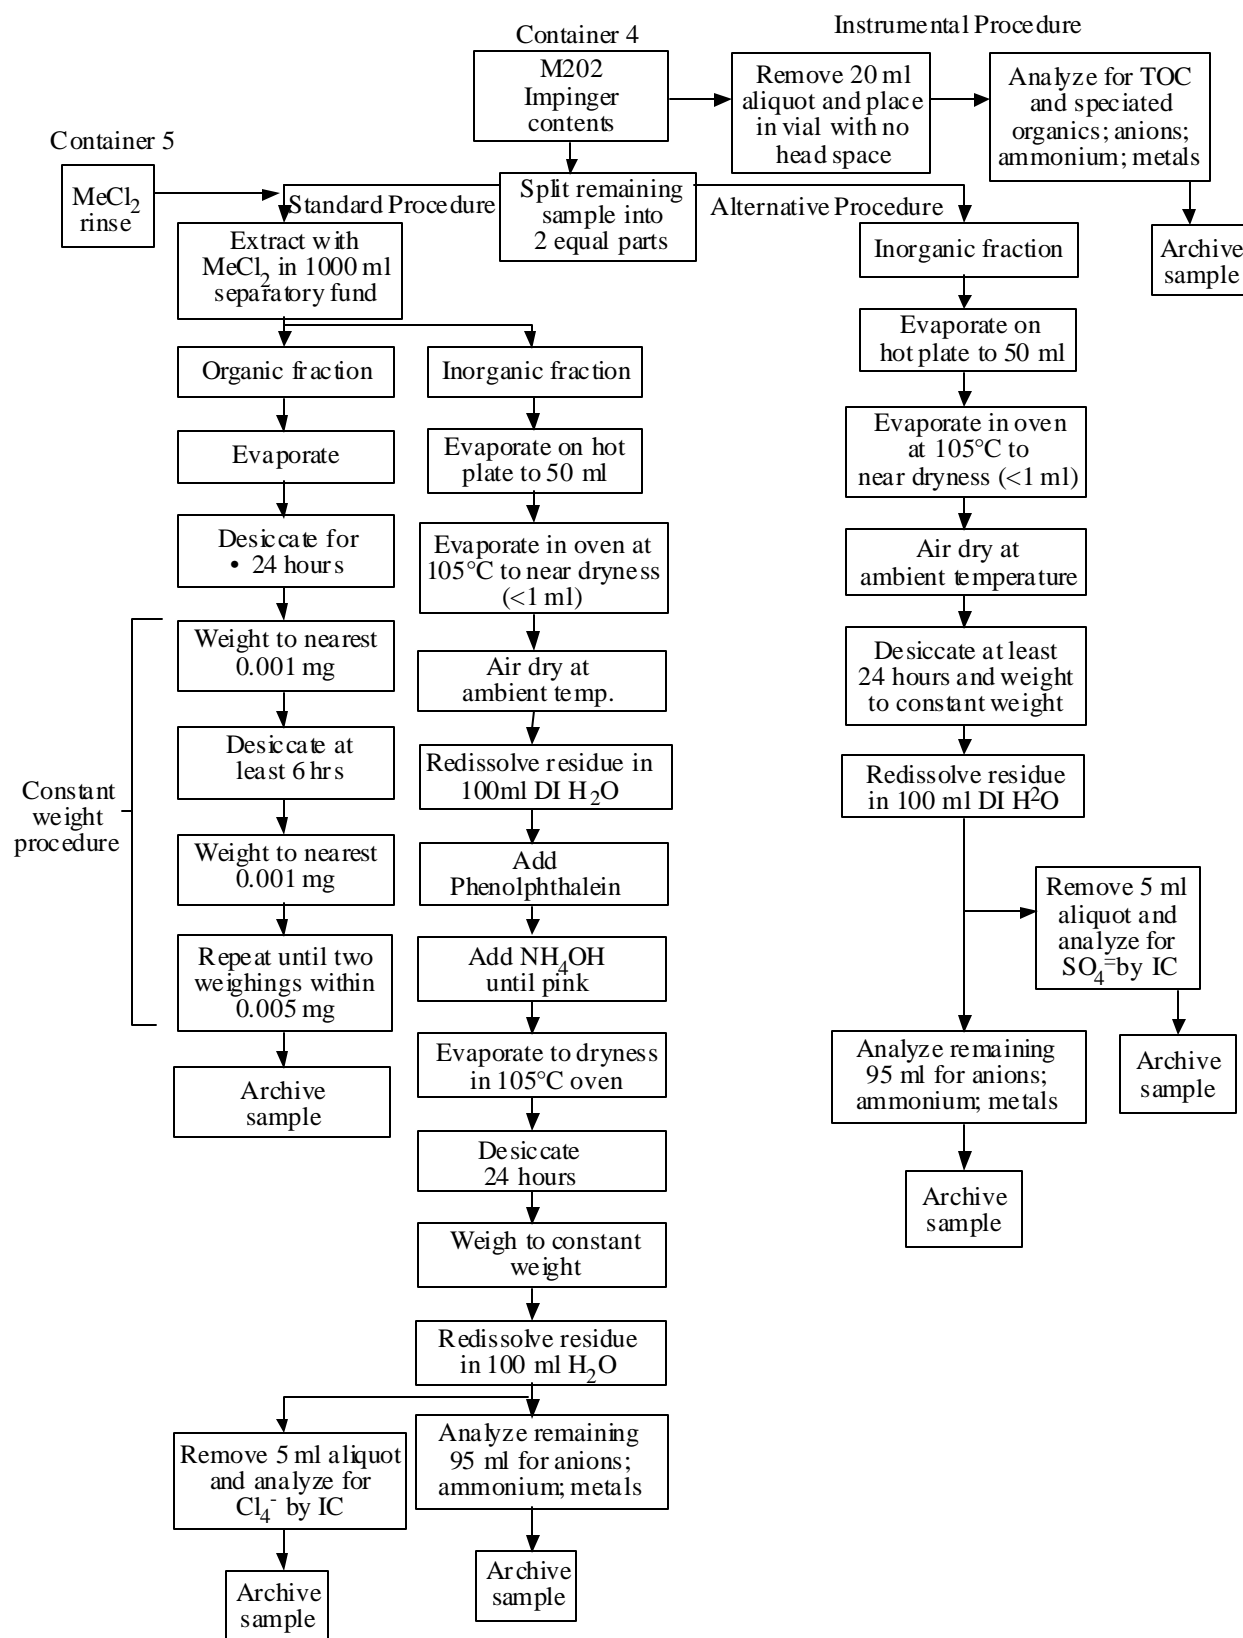 Instrumental Procedure
Container 4
M202
Impinger
contents
Remove 20 ml
aliquot and place
in vial with no
head space
Analyze for TOC
and speciated
organics; anions;
ammonium; metals
Archive
sample
Container 5
MeCl2
rinse
Standard Procedure
Split remaining
sample into
2 equal parts
Alternative Procedure
Extract with
MeCl2 in 1000 ml
separatory fund
Organic fraction
Evaporate
Desiccate for
• 24 hours
Constant
weight
procedure
Weight to nearest
0.001 mg
Desiccate at
least 6 hrs
Weight to nearest
0.001 mg
Repeat until two
weighings within
0.005 mg
Archive
sample
Inorganic fraction
Evaporate on hot
plate to 50 ml
Evaporate in oven at
105°C to near dryness
(<1 ml)
Air dry at
ambient temp.
Redissolve residue in
100ml DI H2O
Add
Phenolphthalein
Add NH4OH
until pink
Evaporate to dryness
in 105°C oven
Desiccate
24 hours
Weigh to constant
weight
Redissolve residue
in 100 ml H2O
Remove 5 ml aliquot
and analyze for
Cl4- by IC
Archive
sample
Analyze remaining
95 ml for anions;
ammonium; metals
Archive
sample
Inorganic fraction
Evaporate on
hot plate to 50 ml
Evaporate in oven
at 105°C to
near dryness (<1 ml)
Air dry at
ambient temperature
Desiccate at least
24 hours and weight
to constant weight
Redissolve residue
in 100 ml DI H2O
Remove 5 ml
aliquot and
analyze for
SO4= by IC
Archive
sample
Analyze remaining
95 ml for anions;
ammonium; metals
Archive
sample